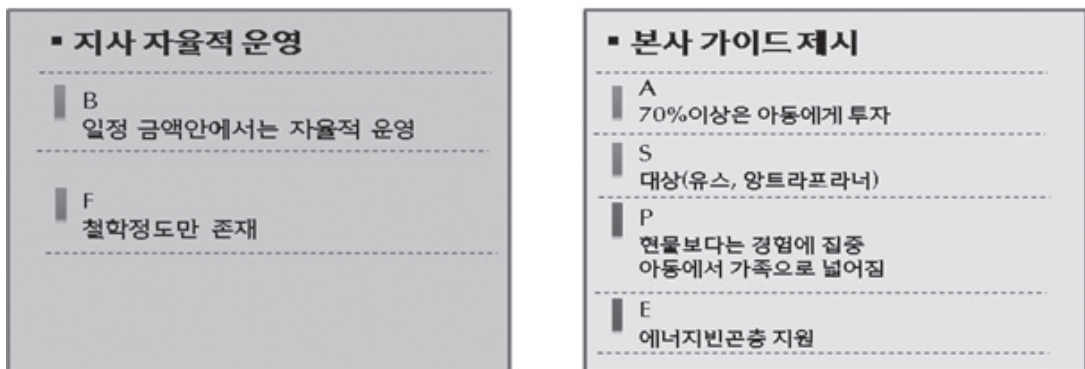 ▪ 지사 자율적 운영
B
일정 금액안에서는 자율적 운영
F
철학정도만 존재
▪ 본사 가이드 제시
A
70%이상은 아동에게 투자
S
대상(유스, 앙트라프라너)
P
현물보다는 경험에 집중
아동에서 가족으로 넓어짐
E
에너지빈곤층 지원